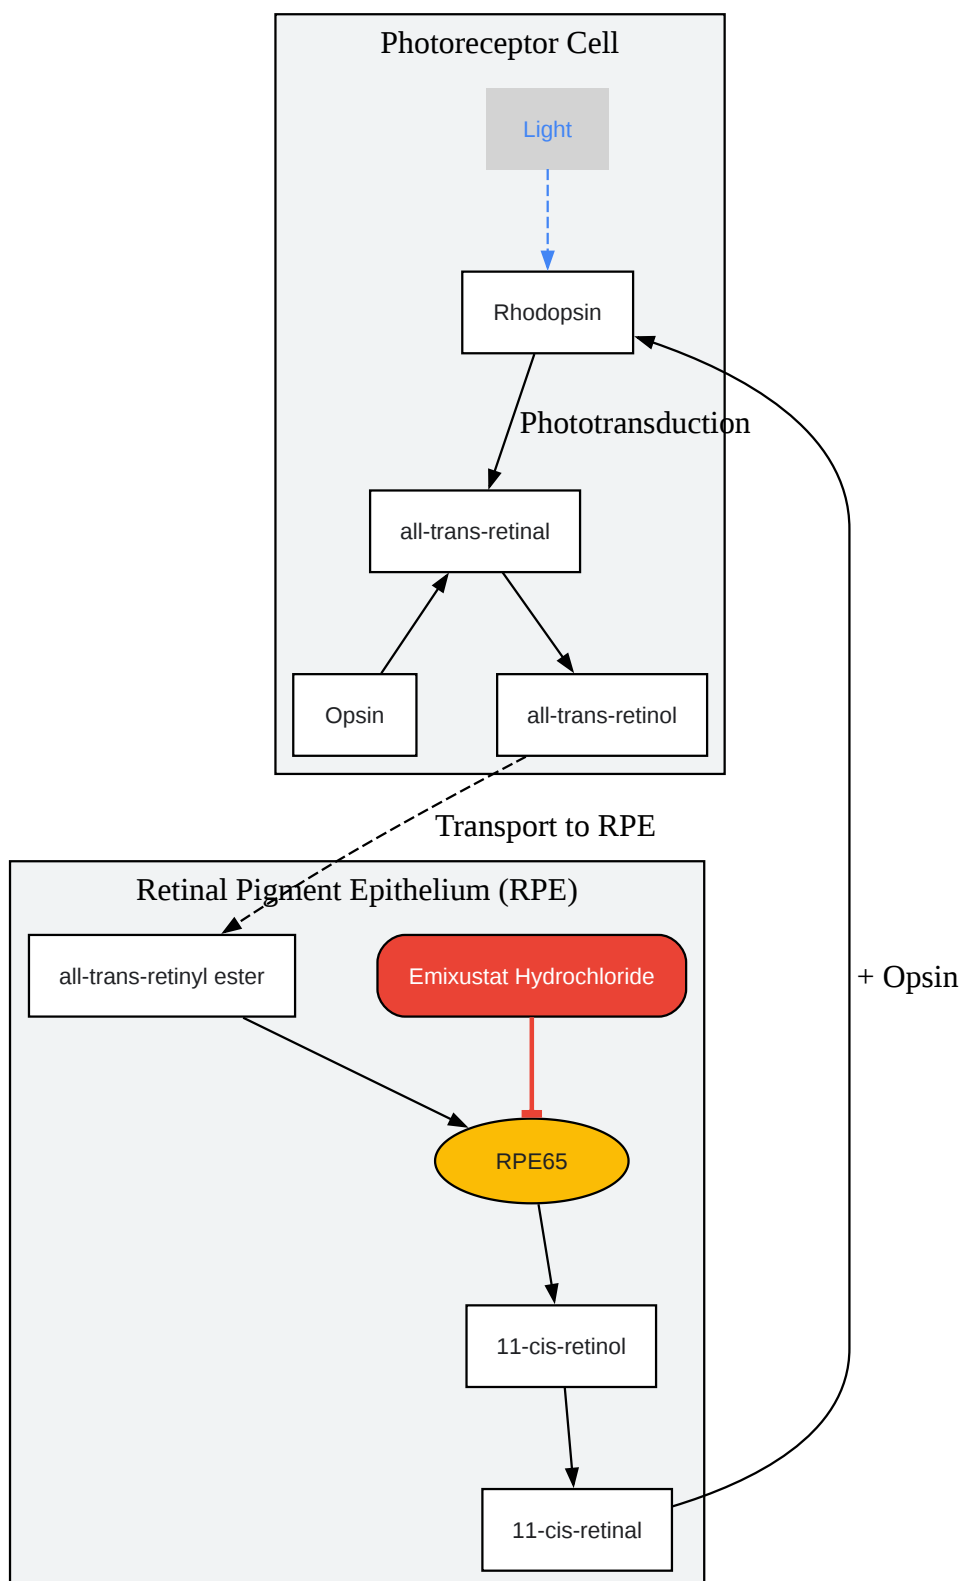 Photoreceptor Cell
Light
Rhodopsin
Phototransduction
all-trans-retinal
Opsin
all-trans-retinol
Transport to RPE
Retinal Pigment Epithelium (RPE)
all-trans-retinyl ester
Emixustat Hydrochloride
+ Opsin
RPE65
11-cis-retinol
11-cis-retinal